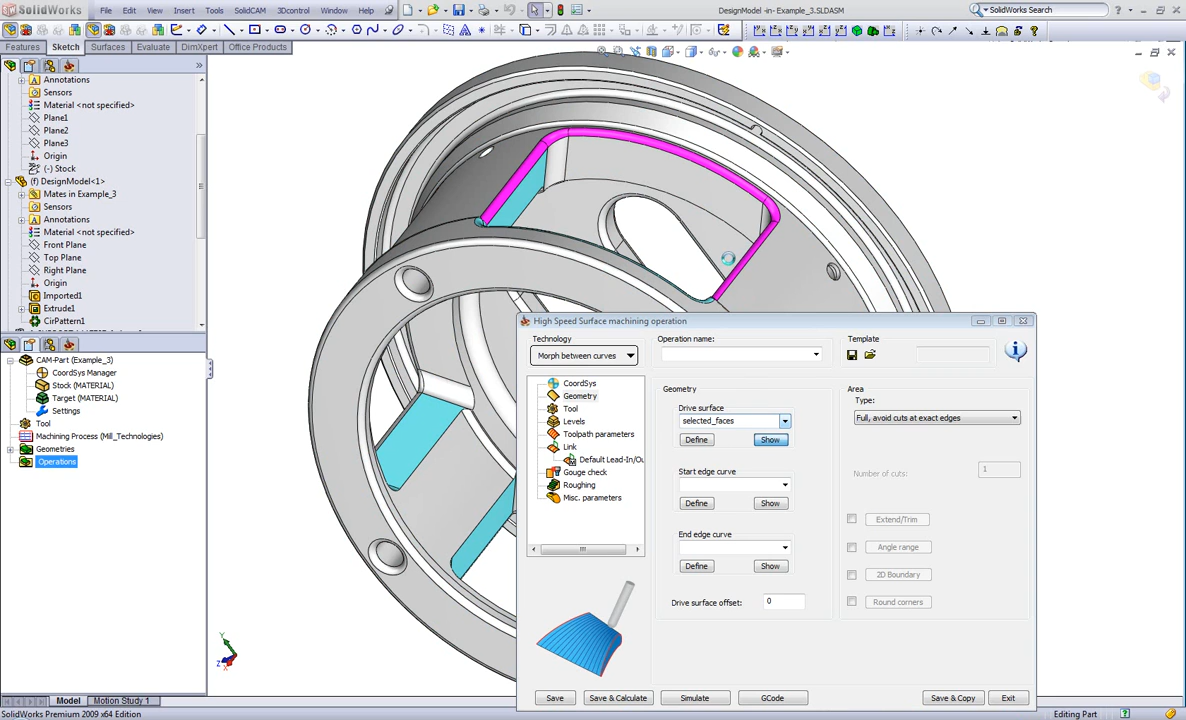 SolidWorks File Edit View Insert Tools SolidCAM 3Dcontrol Window Help DesignModel -in- Example_3.SLDASM SolidWorks Search
Features Sketch Surfaces Evaluate DimXpert Office Products
Annotations
Sensors
Material <not specified>
Plane1
Plane2
Plane3
Origin
(-) Stock
(f) DesignModel<1>
Mates in Example_3
Sensors
Annotations
Material <not specified>
Front Plane
Top Plane
Right Plane
Origin
Imported1
Extrude1
CirPattern1
CAM-Part (Example_3)
CoordSys Manager
Stock (MATERIAL)
Target (MATERIAL)
Settings
Tool
Machining Process (Mill_Technologies)
Geometries
Operations
High Speed Surface machining operation
Technology
Morph between curves
Operation name:
Template
CoordSys
Geometry
Tool
Levels
Toolpath parameters
Link
Default Lead-In/Ou
Gouge check
Roughing
Misc. parameters
Geometry
Drive surface
selected_faces
Define Show
Start edge curve
Define Show
End edge curve
Define Show
Drive surface offset: 0
Area
Type:
Full, avoid cuts at exact edges
Number of cuts: 1
Extend/Trim
Angle range
2D Boundary
Round corners
Save Save & Calculate Simulate GCode Save & Copy Exit
Y
Z
X
Model Motion Study 1
SolidWorks Premium 2009 x64 Edition Editing Part